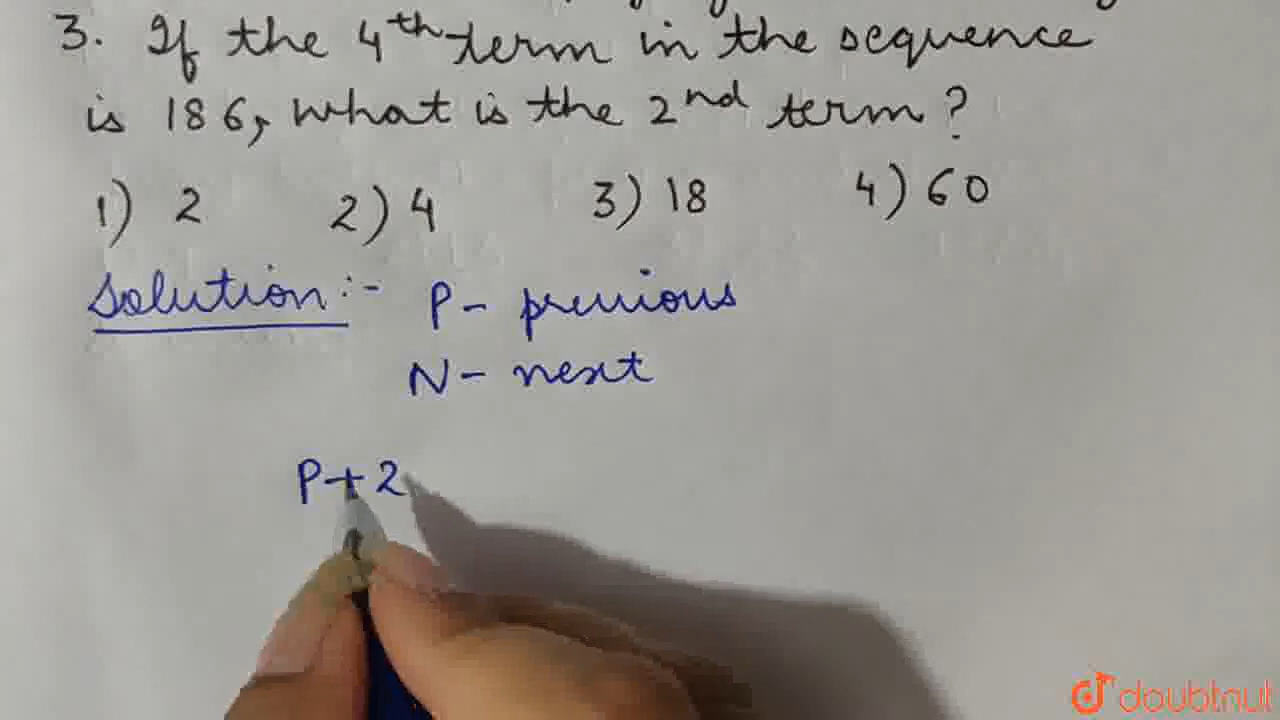 3. If the 4th term in the sequence
is 186, what is the 2nd term?
1) 2 2) 4 3) 18 4) 60
Solution :- P - previous
N - next
P + 2
doubtnut